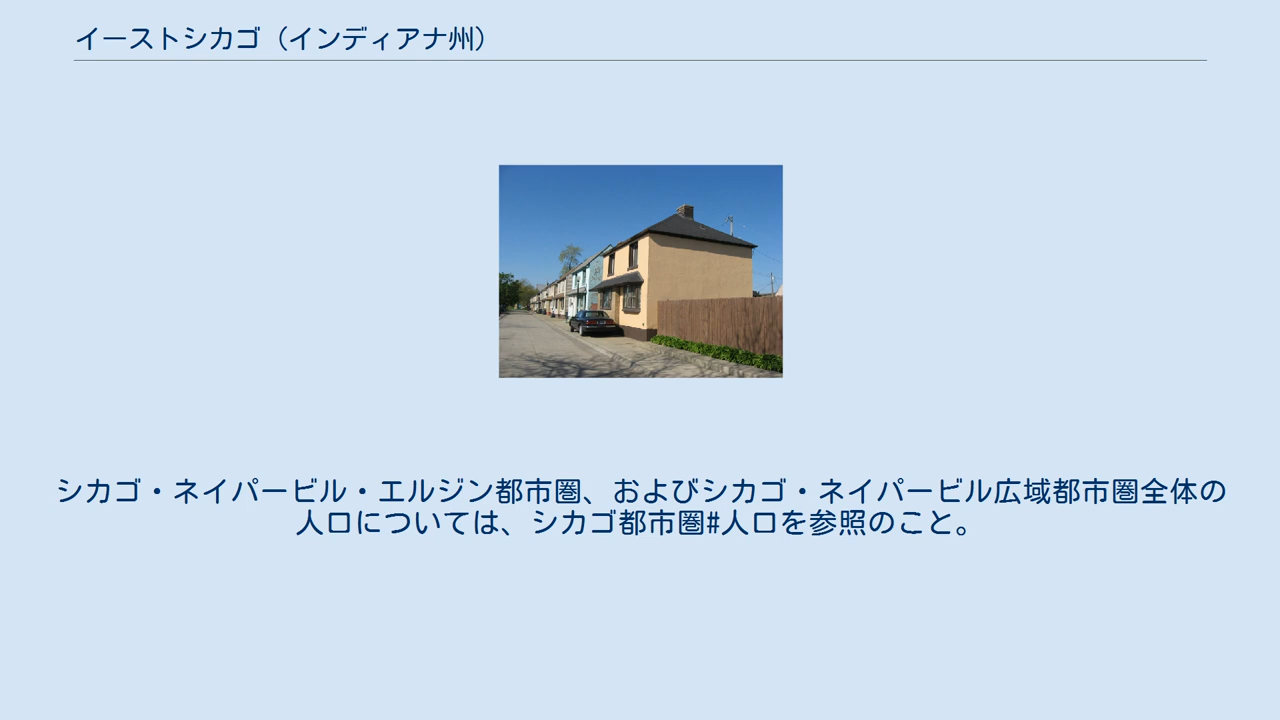 イーストシカゴ（インディアナ州）
シカゴ・ネイパービル・エルジン都市圏、およびシカゴ・ネイパービル広域都市圏全体の
人口については、シカゴ都市圏#人口を参照のこと。